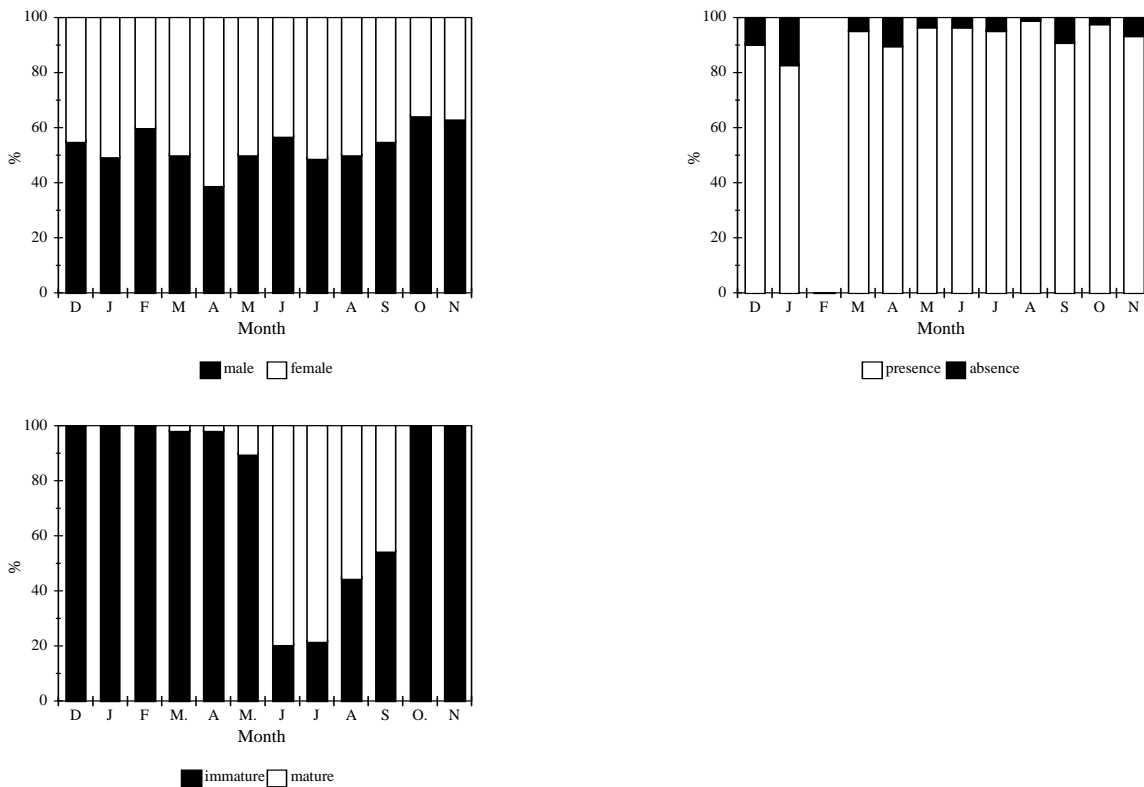 100
80
60
%
40
20
0
D J F M A M J J A S O N
Month
male female
100
80
60
%
40
20
0
D J F M A M J J A S O N
Month
presence absence
100
80
60
%
40
20
0
D J F M. A M. J J A S O. N
Month
immature mature